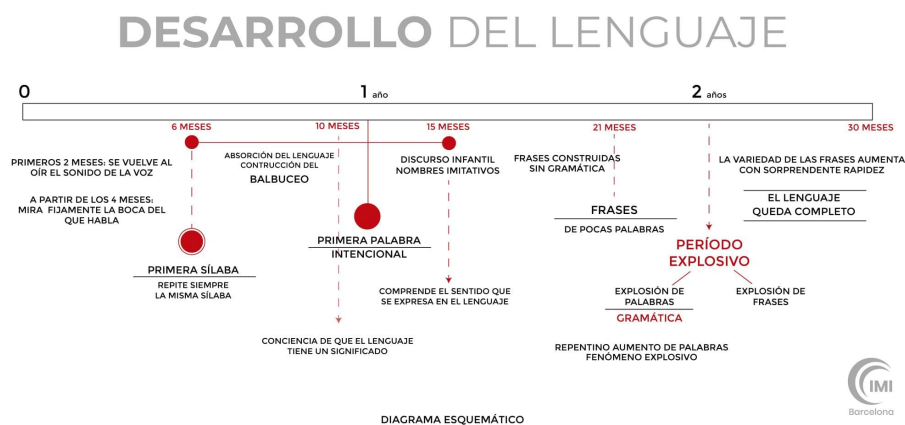 DESARROLLO DEL LENGUAJE
0
1 año
2 años
6 MESES
10 MESES
15 MESES
21 MESES
30 MESES
PRIMEROS 2 MESES: SE VUELVE AL
OÍR EL SONIDO DE LA VOZ
A PARTIR DE LOS 4 MESES:
MIRA FIJAMENTE LA BOCA DEL
QUE HABLA
PRIMERA SÍLABA
REPITE SIEMPRE
LA MISMA SÍLABA
ABSORCIÓN DEL LENGUAJE
CONTRUCCIÓN DEL
BALBUCEO
PRIMERA PALABRA
INTENCIONAL
CONCIENCIA DE QUE EL LENGUAJE
TIENE UN SIGNIFICADO
DISCURSO INFANTIL
NOMBRES IMITATIVOS
COMPRENDE EL SENTIDO QUE
SE EXPRESA EN EL LENGUAJE
FRASES CONSTRUIDAS
SIN GRAMÁTICA
FRASES
DE POCAS PALABRAS
LA VARIEDAD DE LAS FRASES AUMENTA
CON SORPRENDENTE RAPIDEZ
EL LENGUAJE
QUEDA COMPLETO
PERÍODO
EXPLOSIVO
EXPLOSIÓN DE
PALABRAS
GRAMÁTICA
EXPLOSIÓN DE
FRASES
REPENTINO AUMENTO DE PALABRAS
FENÓMENO EXPLOSIVO
IMI
Barcelona
DIAGRAMA ESQUEMÁTICO